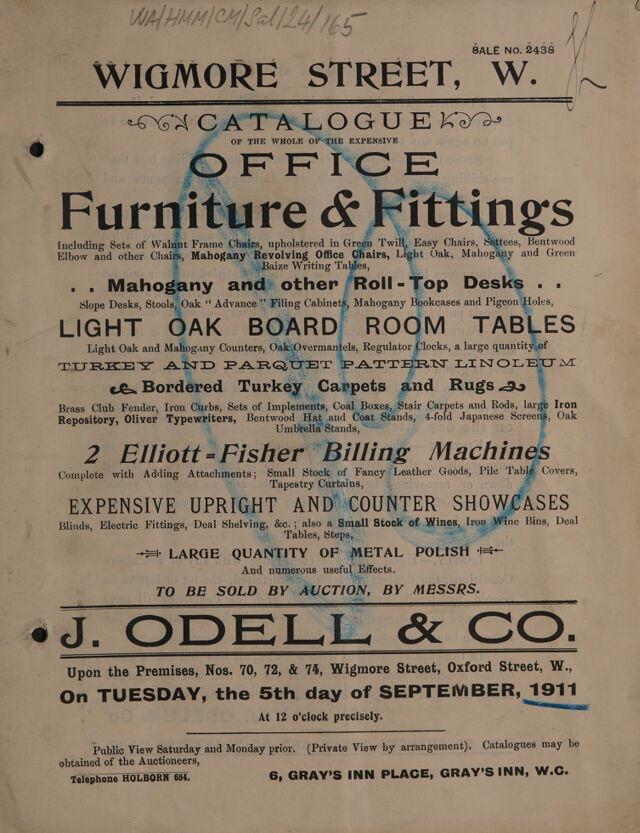 WA/HMM/CM/Sal/24/165
SALE NO. 2438
WIGMORE STREET, W.
CATALOGUE
OF THE WHOLE OF THE EXPENSIVE
OFFICE
Furniture & Fittings
Including Sets of Walnut Frame Chairs, upholstered in Green Twill, Easy Chairs, Settees, Bentwood
Elbow and other Chairs, Mahogany Revolving Office Chairs, Light Oak, Mahogany and Green
Baize Writing Tables,
. . Mahogany and other Roll-Top Desks . .
Slope Desks, Stools, Oak "Advance" Filing Cabinets, Mahogany Bookcases and Pigeon Holes,
LIGHT OAK BOARD ROOM TABLES
Light Oak and Mahogany Counters, Oak Overmantels, Regulator Clocks, a large quantity of
TURKEY AND PARQUET PATTERN LINOLEUM
Bordered Turkey Carpets and Rugs
Brass Club Fender, Iron Curbs, Sets of Implements, Coal Boxes, Stair Carpets and Rods, large Iron
Repository, Oliver Typewriters, Bentwood Hat and Coat Stands, 4-fold Japanese Screens, Oak
Umbrella Stands,
2 Elliott-Fisher Billing Machines
Complete with Adding Attachments; Small Stock of Fancy Leather Goods, Pile Table Covers,
Tapestry Curtains,
EXPENSIVE UPRIGHT AND COUNTER SHOWCASES
Blinds, Electric Fittings, Deal Shelving, &c.; also a Small Stock of Wines, Iron Wine Bins, Deal
Tables, Steps,
LARGE QUANTITY OF METAL POLISH
And numerous useful Effects.
TO BE SOLD BY AUCTION, BY MESSRS.
J. ODELL & CO.
Upon the Premises, Nos. 70, 72, & 74, Wigmore Street, Oxford Street, W.,
On TUESDAY, the 5th day of SEPTEMBER, 1911
At 12 o'clock precisely.
Public View Saturday and Monday prior. (Private View by arrangement). Catalogues may be
obtained of the Auctioneers,
Telephone HOLBORN 654. 6, GRAY'S INN PLACE, GRAY'S INN, W.C.